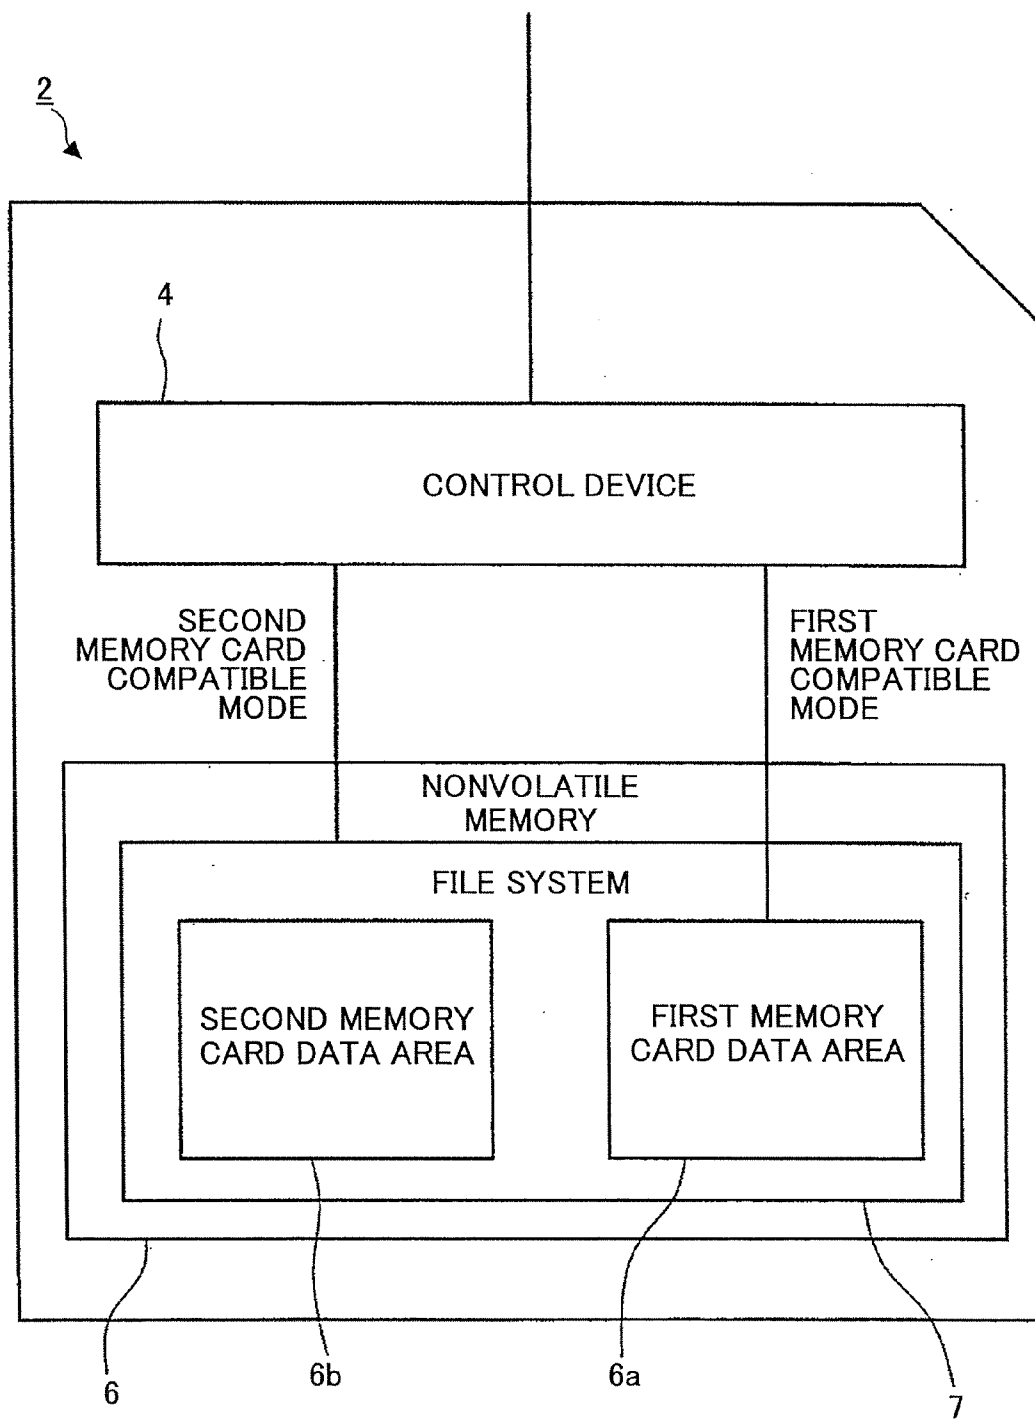 2
4
CONTROL DEVICE
SECOND
MEMORY CARD
COMPATIBLE
MODE
FIRST
MEMORY CARD
COMPATIBLE
MODE
NONVOLATILE
MEMORY
FILE SYSTEM
SECOND MEMORY
CARD DATA AREA
FIRST MEMORY
CARD DATA AREA
6
6b
6a
7